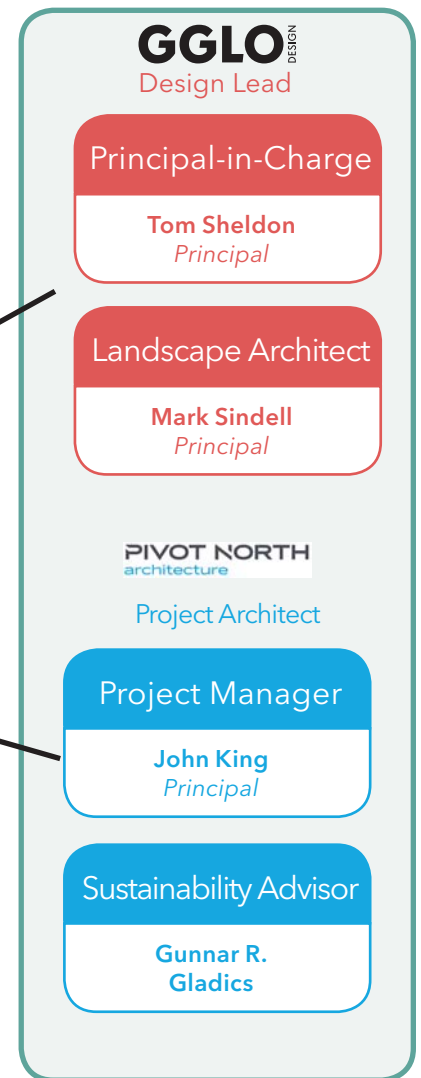 GGLO DESIGN
Design Lead
Principal-in-Charge
Tom Sheldon
Principal
Landscape Architect
Mark Sindell
Principal
PIVOT NORTH
architecture
Project Architect
Project Manager
John King
Principal
Sustainability Advisor
Gunnar R.
Gladics